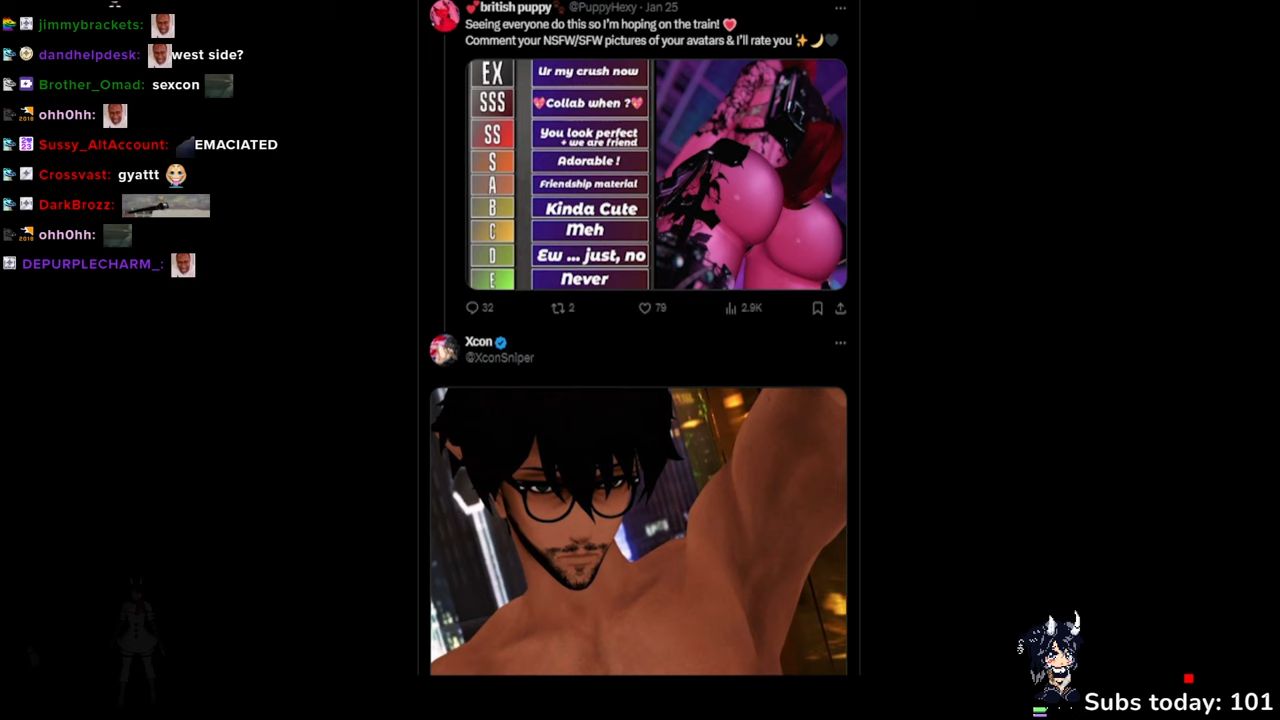 jimmybrackets:
dandhelpdesk: west side?
Brother_Omad: sexcon
ohh0hh:
Sussy_AltAccount: EMACIATED
Crossvast: gyattt
DarkBrozz:
ohh0hh:
DEPURPLECHARM_:
british puppy @PuppyHexy · Jan 25
Seeing everyone do this so I'm hoping on the train!
Comment your NSFW/SFW pictures of your avatars & I'll rate you
EX Ur my crush now
SSS Collab when ?
SS You look perfect
+ we are friend
S Adorable !
A Friendship material
B Kinda Cute
C Meh
D Ew ... just, no
E Never
32 2 79 2.9K
Xcon
@XconSniper
Subs today: 101